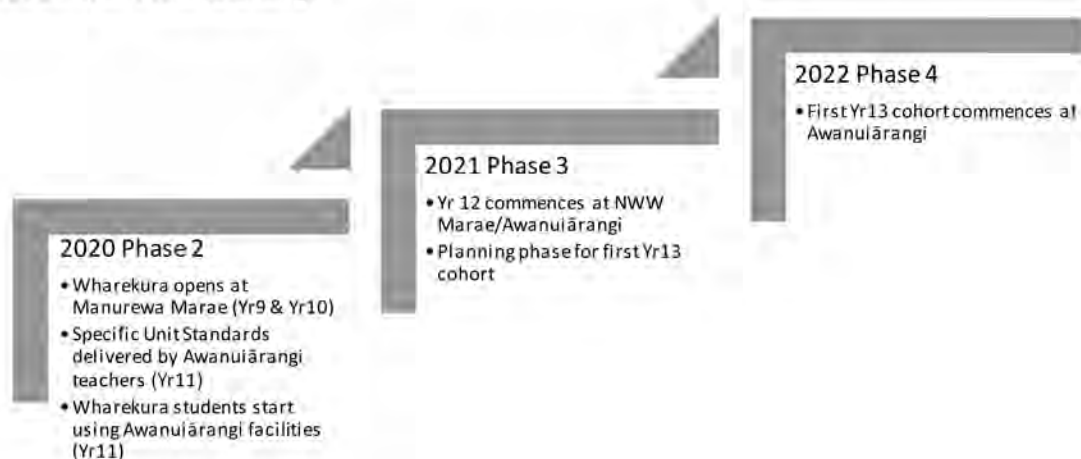 2020 Phase 2
• Wharekura opens at
Manurewa Marae (Yr9 & Yr10)
• Specific Unit Standards
delivered by Awanuiārangi
teachers (Yr11)
• Wharekura students start
using Awanuiārangi facilities
(Yr11)
2021 Phase 3
• Yr 12 commences at NWW
Marae/Awanuiārangi
• Planning phase for first Yr13
cohort
2022 Phase 4
• First Yr13 cohort commences at
Awanuiārangi